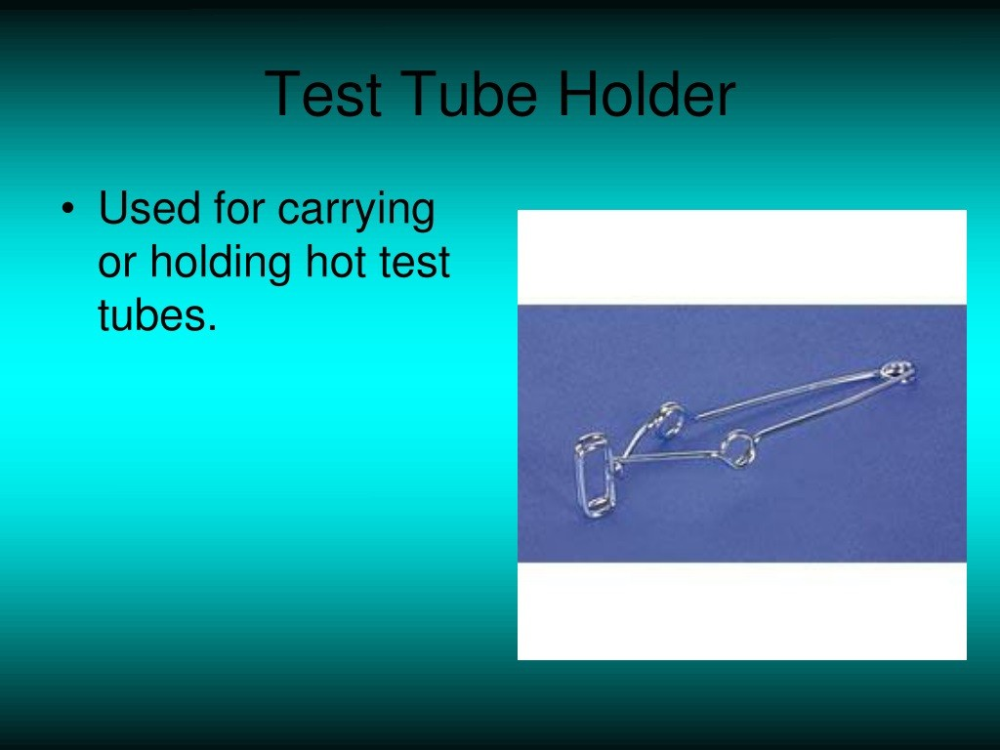 Test Tube Holder
• Used for carrying
or holding hot test
tubes.